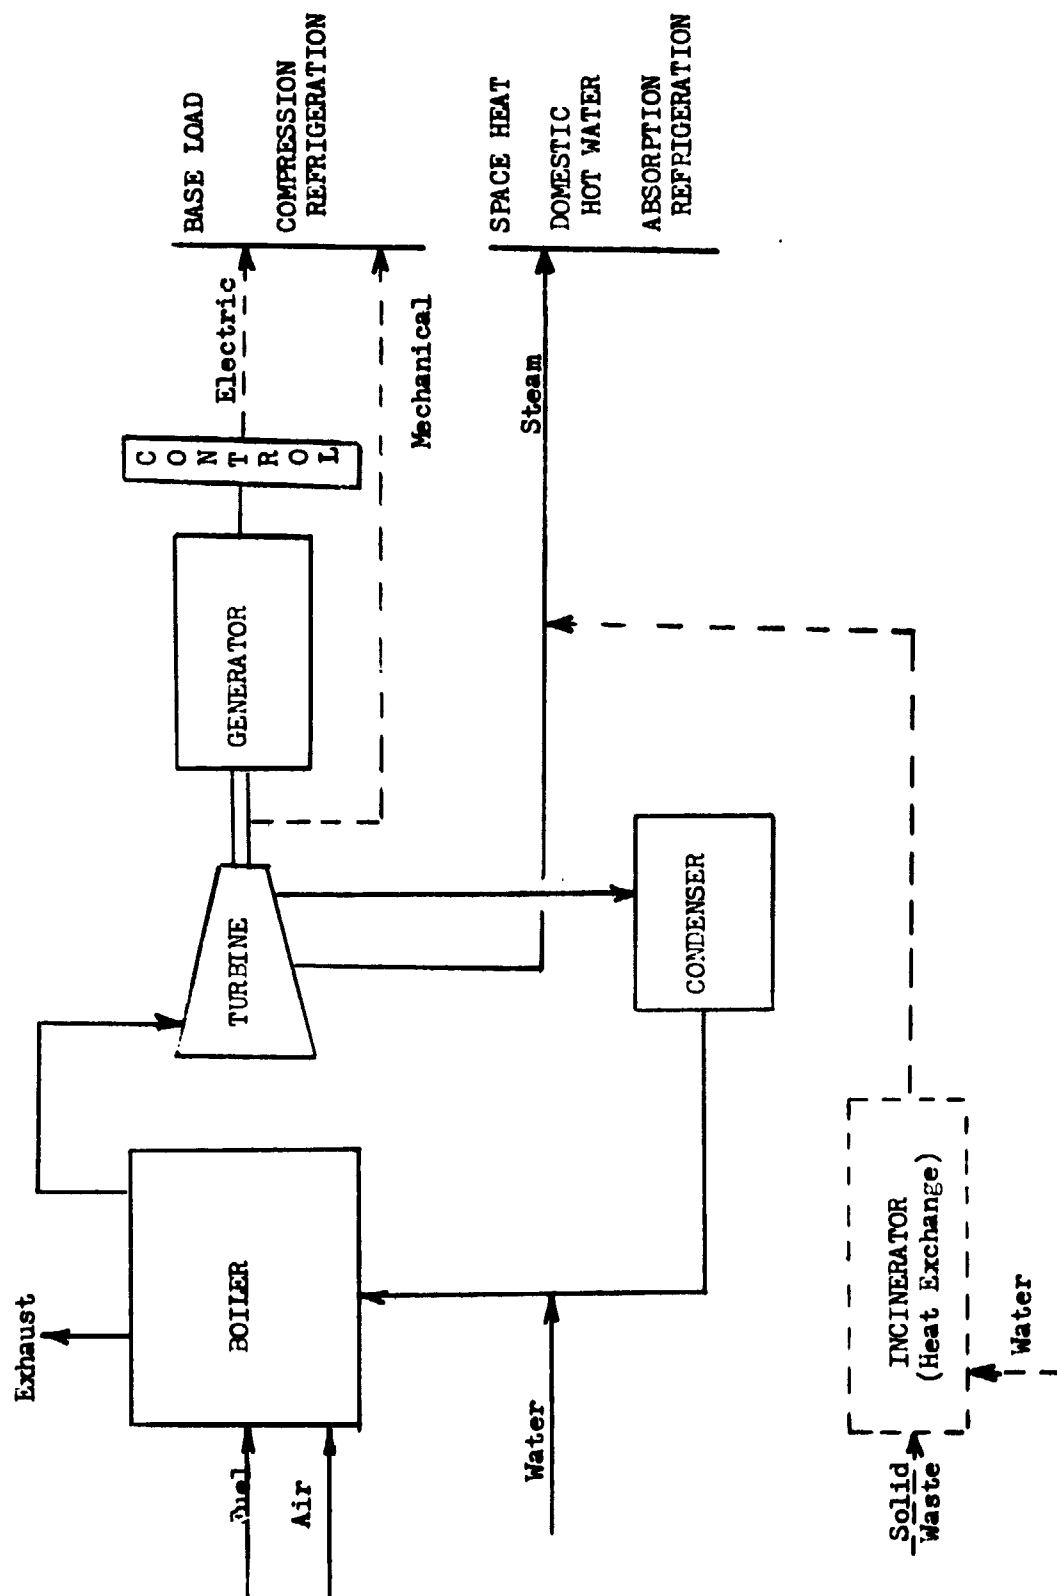 Exhaust
Fuel
Air
BOILER
Water
TURBINE
GENERATOR
CONTROL
Electric
Mechanical
BASE LOAD
COMPRESSION
REFRIGERATION
Steam
SPACE HEAT
DOMESTIC
HOT WATER
ABSORPTION
REFRIGERATION
CONDENSER
Solid
Waste
INCINERATOR
(Heat Exchange)
Water